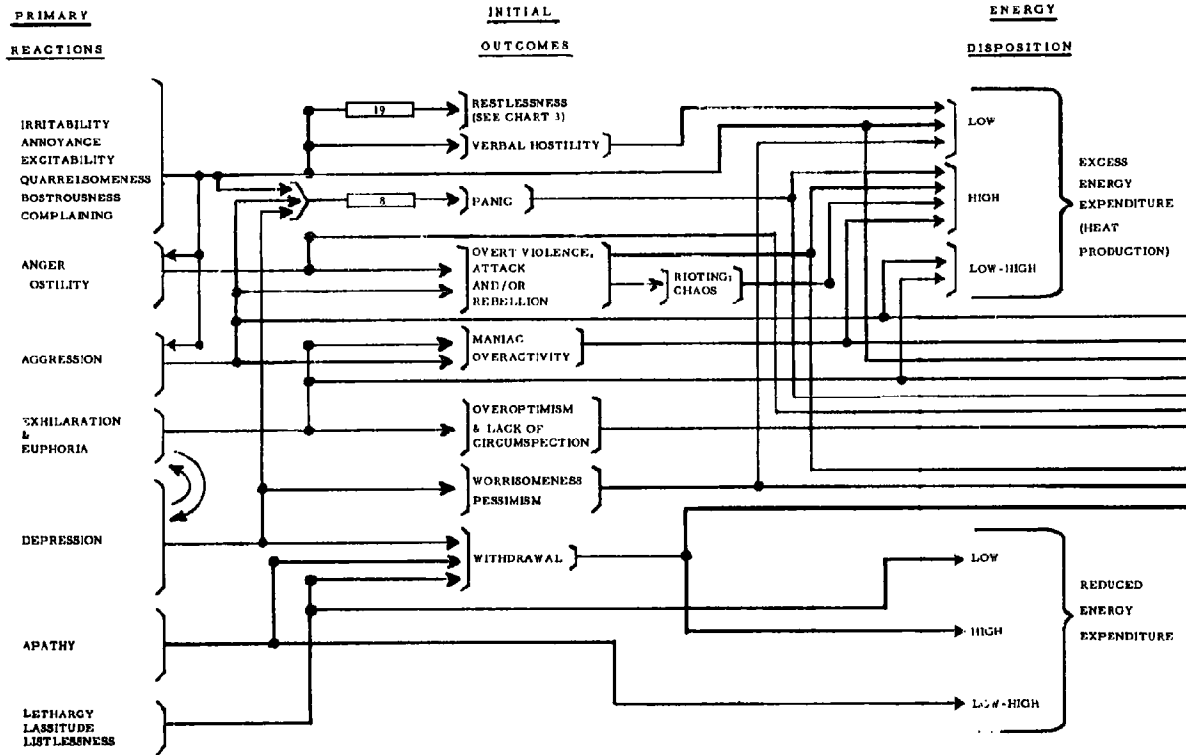 PRIMARY
REACTIONS
INITIAL
OUTCOMES
ENERGY
DISPOSITION
IRRITABILITY
ANNOYANCE
EXCITABILITY
QUARRELSOMENESS
BOSTROUSNESS
COMPLAINING
ANGER
OSTILITY
AGGRESSION
EXHILARATION
&
EUPHORIA
DEPRESSION
APATHY
LETHARGY
LASSITUDE
LISTLESSNESS
19
RESTLESSNESS
(SEE CHART 3)
VERBAL HOSTILITY
8
PANIC
OVERT VIOLENCE,
ATTACK
AND/OR
REBELLION
RIOTING;
CHAOS
MANIAC
OVERACTIVITY
OVEROPTIMISM
& LACK OF
CIRCUMSPECTION
WORRISOMENESS
PESSIMISM
WITHDRAWAL
LOW
HIGH
LOW-HIGH
EXCESS
ENERGY
EXPENDITURE
(HEAT
PRODUCTION)
LOW
HIGH
LOW-HIGH
REDUCED
ENERGY
EXPENDITURE